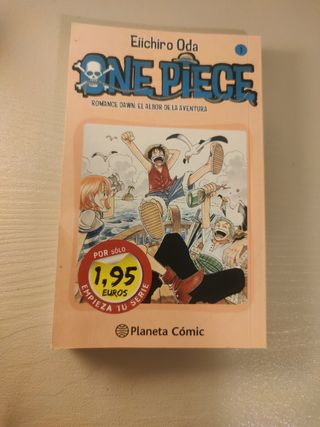 Eiichiro Oda
1
ONE PIECE
ROMANCE DAWN: EL ALBOR DE LA AVENTURA
POR SÓLO
1,95
EUROS
EMPIEZA TU SERIE
Planeta Cómic